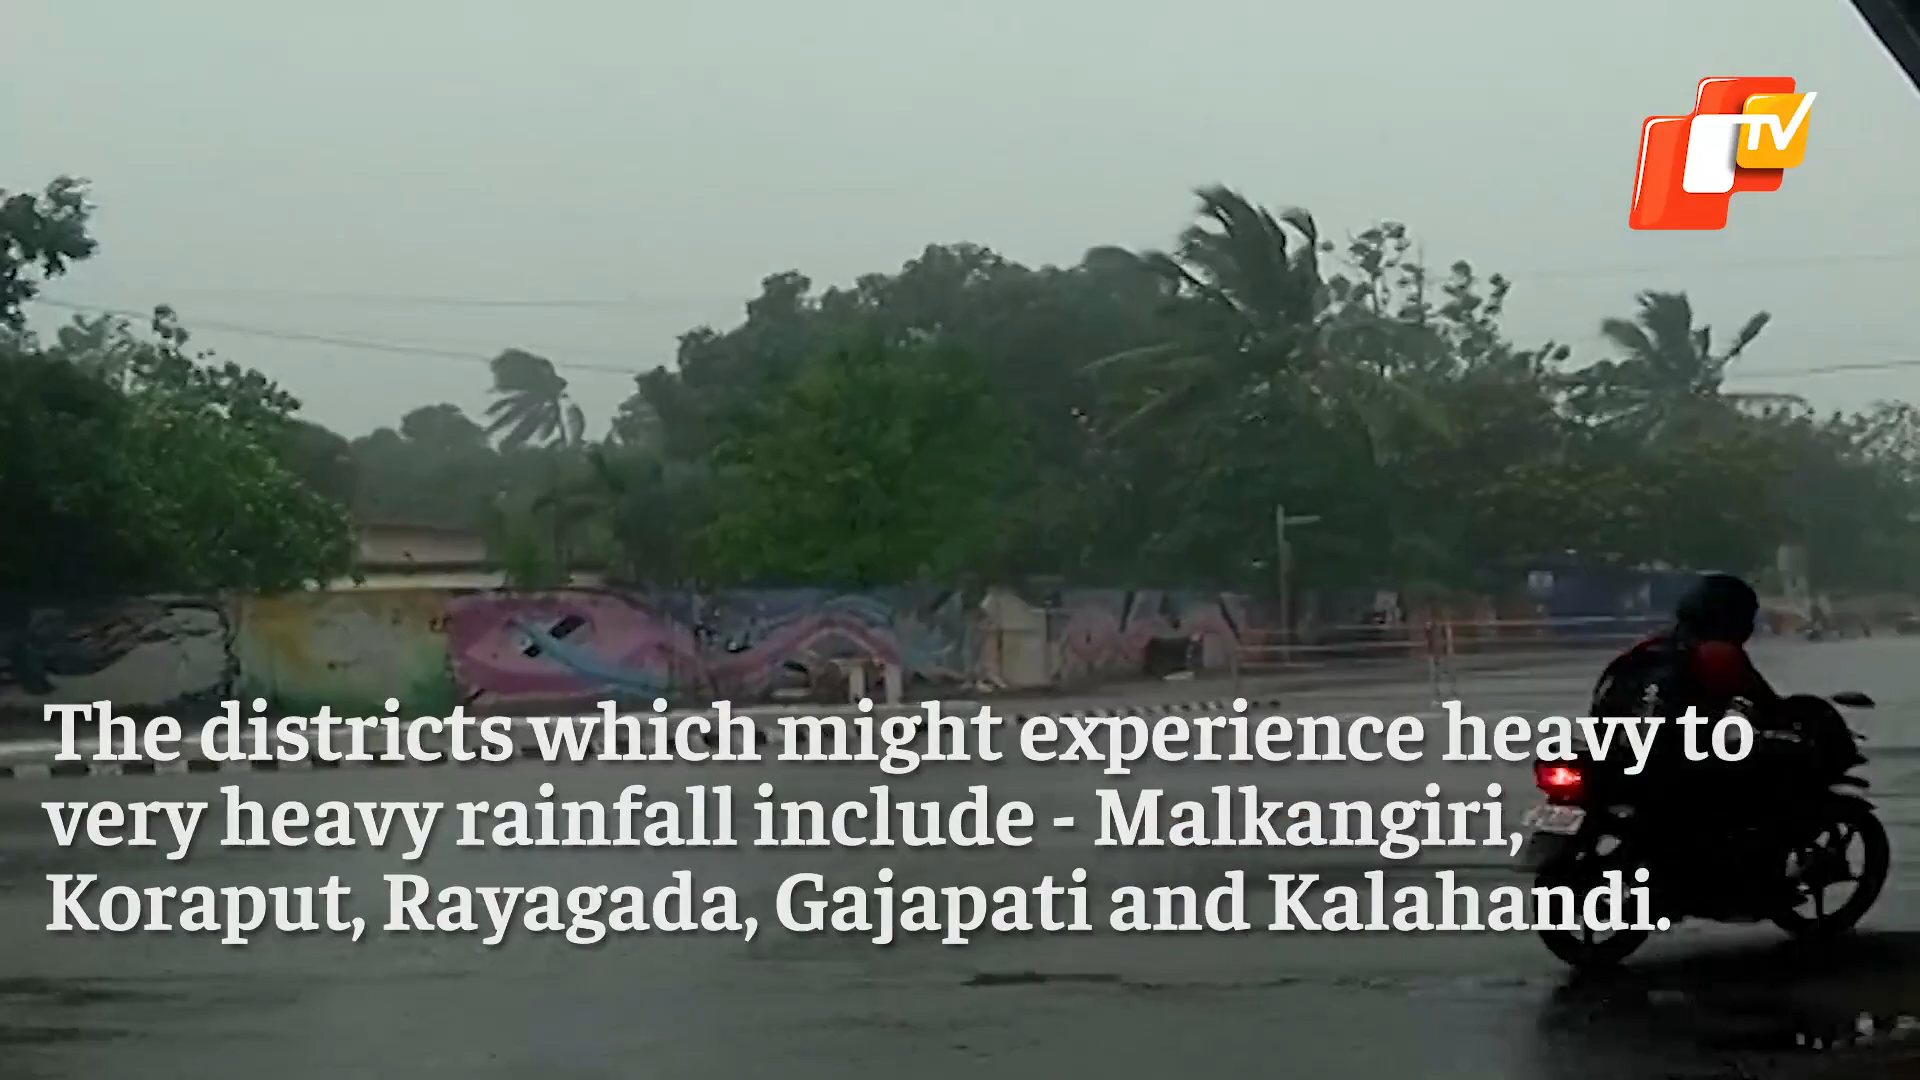 TV
The districts which might experience heavy to
very heavy rainfall include - Malkangiri,
Koraput, Rayagada, Gajapati and Kalahandi.